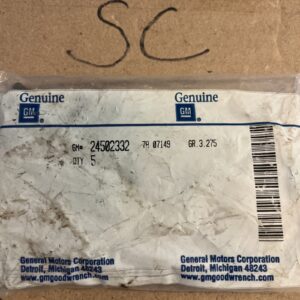 SC
Genuine
GM
Genuine
GM
GM# 24502332 7A 07149 GR.3.275
QTY 5
General Motors Corporation
Detroit, Michigan 48243
www.gmgoodwrench.com
General Motors Corporation
Detroit, Michigan 48243
www.gmgoodwrench.com